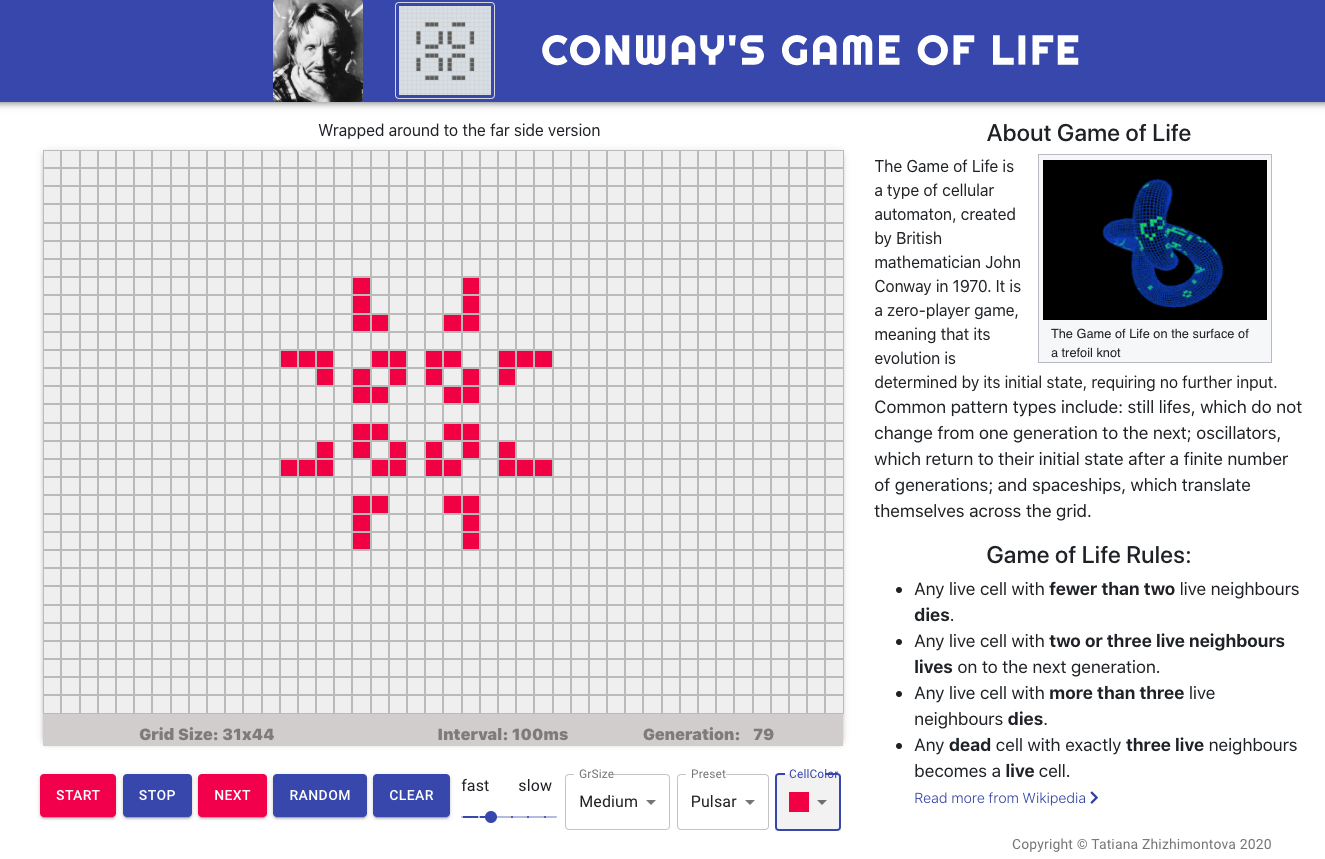 CONWAY'S GAME OF LIFE
Wrapped around to the far side version
Grid Size: 31x44
Interval: 100ms
Generation: 79
START
STOP
NEXT
RANDOM
CLEAR
fast
slow
GrSize
Medium
Preset
Pulsar
CellColor
About Game of Life
The Game of Life is
a type of cellular
automaton, created
by British
mathematician John
Conway in 1970. It is
a zero-player game,
meaning that its
evolution is
determined by its initial state, requiring no further input.
The Game of Life on the surface of
a trefoil knot
Common pattern types include: still lifes, which do not
change from one generation to the next; oscillators,
which return to their initial state after a finite number
of generations; and spaceships, which translate
themselves across the grid.
Game of Life Rules:
Any live cell with fewer than two live neighbours
dies.
Any live cell with two or three live neighbours
lives on to the next generation.
Any live cell with more than three live
neighbours dies.
Any dead cell with exactly three live neighbours
becomes a live cell.
Read more from Wikipedia
Copyright © Tatiana Zhizhimontova 2020